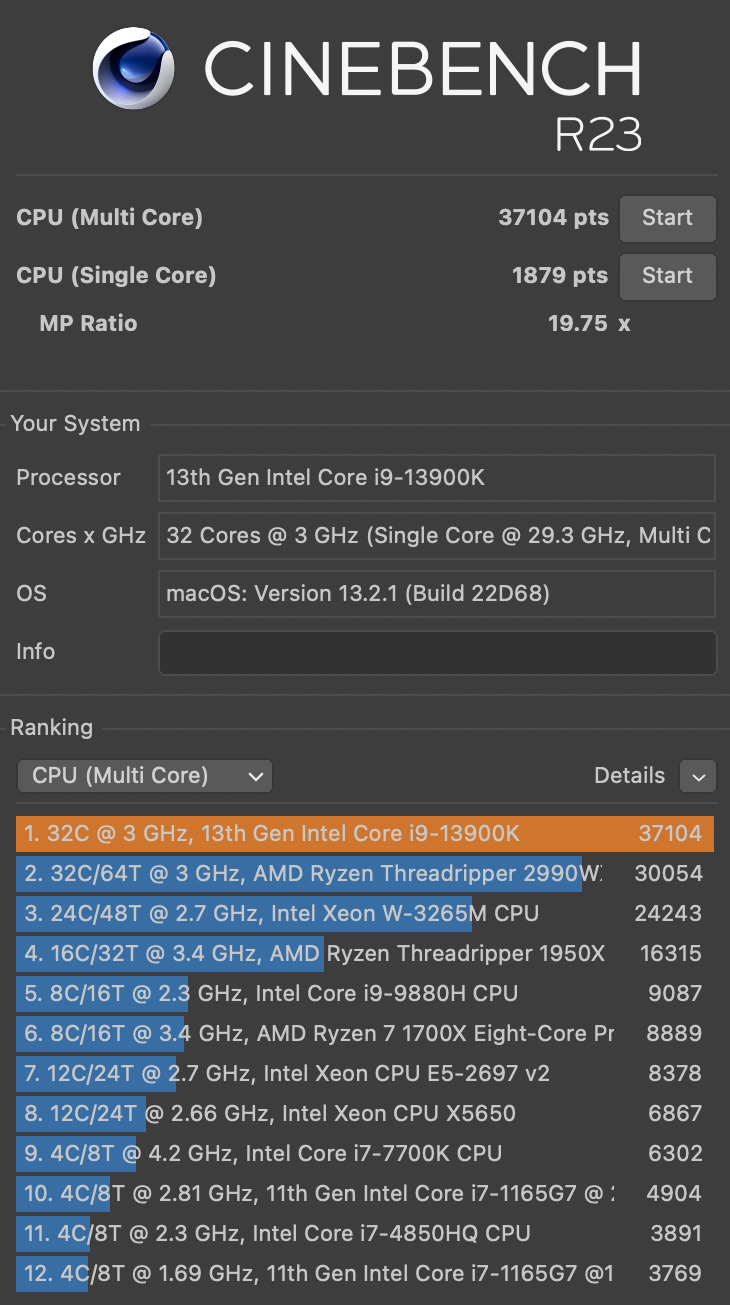 CINEBENCH
R23
CPU (Multi Core) 37104 pts Start
CPU (Single Core) 1879 pts Start
MP Ratio 19.75 x
Your System
Processor 13th Gen Intel Core i9-13900K
Cores x GHz 32 Cores @ 3 GHz (Single Core @ 29.3 GHz, Multi C
OS macOS: Version 13.2.1 (Build 22D68)
Info
Ranking
CPU (Multi Core) Details
1. 32C @ 3 GHz, 13th Gen Intel Core i9-13900K 37104
2. 32C/64T @ 3 GHz, AMD Ryzen Threadripper 2990W 30054
3. 24C/48T @ 2.7 GHz, Intel Xeon W-3265M CPU 24243
4. 16C/32T @ 3.4 GHz, AMD Ryzen Threadripper 1950X 16315
5. 8C/16T @ 2.3 GHz, Intel Core i9-9880H CPU 9087
6. 8C/16T @ 3.4 GHz, AMD Ryzen 7 1700X Eight-Core Pr 8889
7. 12C/24T @ 2.7 GHz, Intel Xeon CPU E5-2697 v2 8378
8. 12C/24T @ 2.66 GHz, Intel Xeon CPU X5650 6867
9. 4C/8T @ 4.2 GHz, Intel Core i7-7700K CPU 6302
10. 4C/8T @ 2.81 GHz, 11th Gen Intel Core i7-1165G7 @ 4904
11. 4C/8T @ 2.3 GHz, Intel Core i7-4850HQ CPU 3891
12. 4C/8T @ 1.69 GHz, 11th Gen Intel Core i7-1165G7 @1 3769